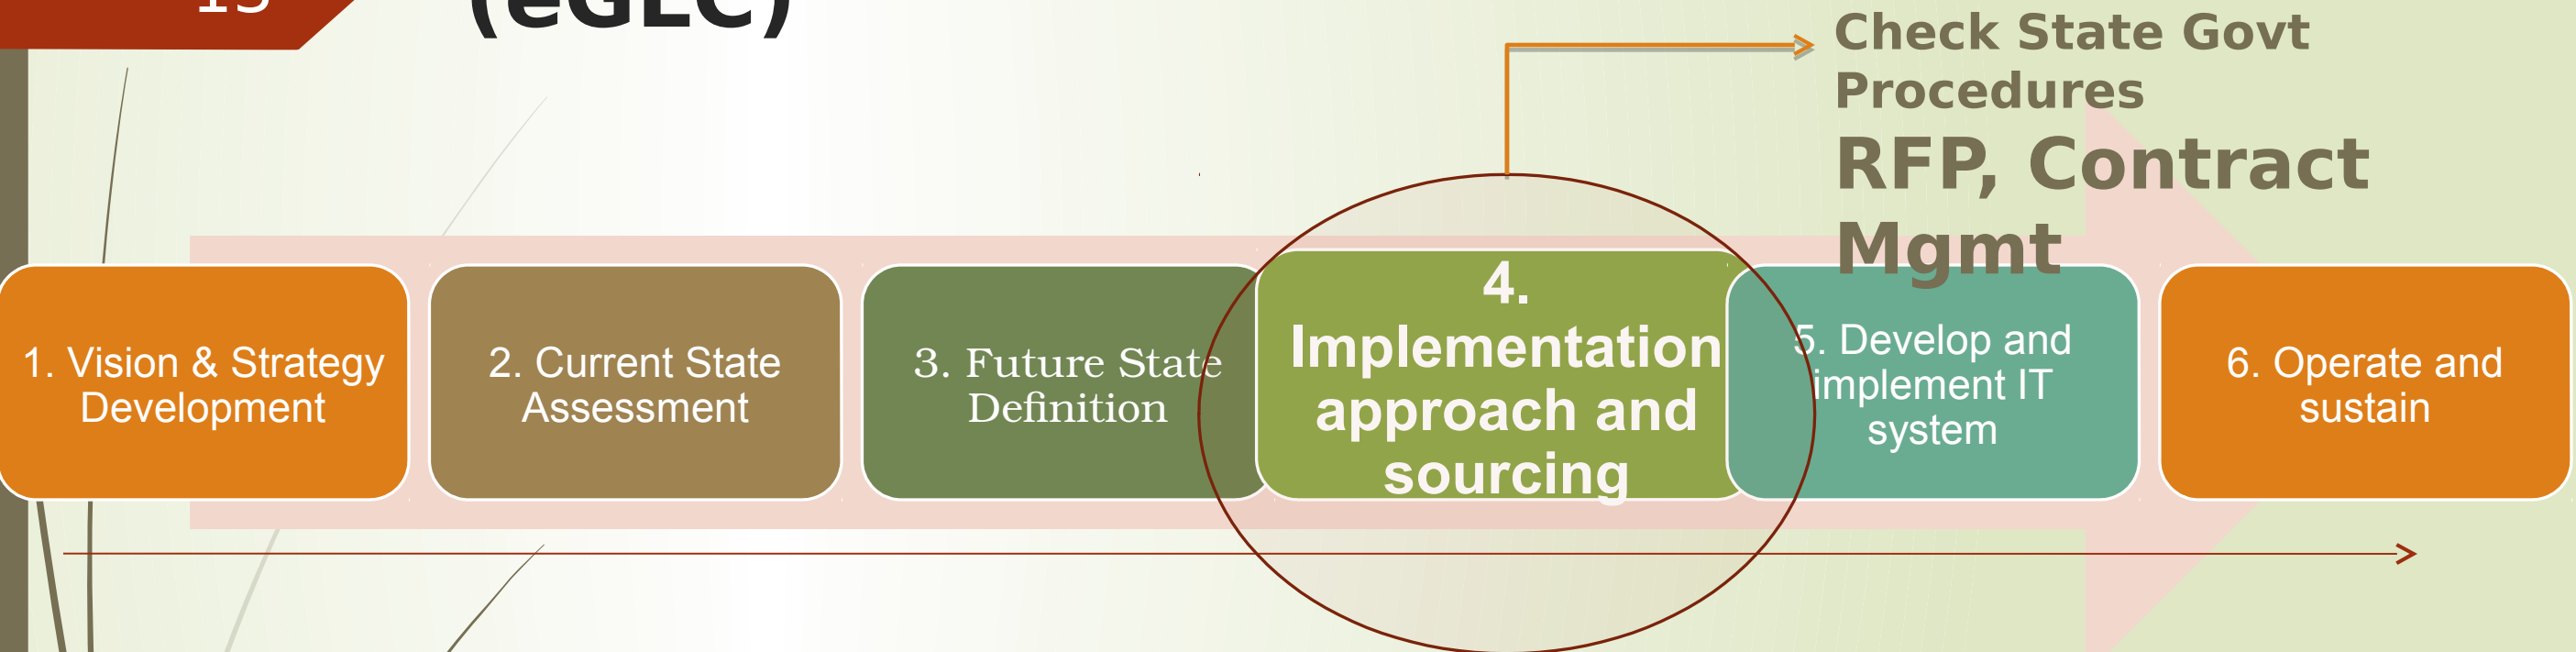 13
(eGLC)
Check State Govt
Procedures
RFP, Contract
Mgmt
1. Vision & Strategy
Development
2. Current State
Assessment
3. Future State
Definition
4.
Implementation
approach and
sourcing
5. Develop and
implement IT
system
6. Operate and
sustain